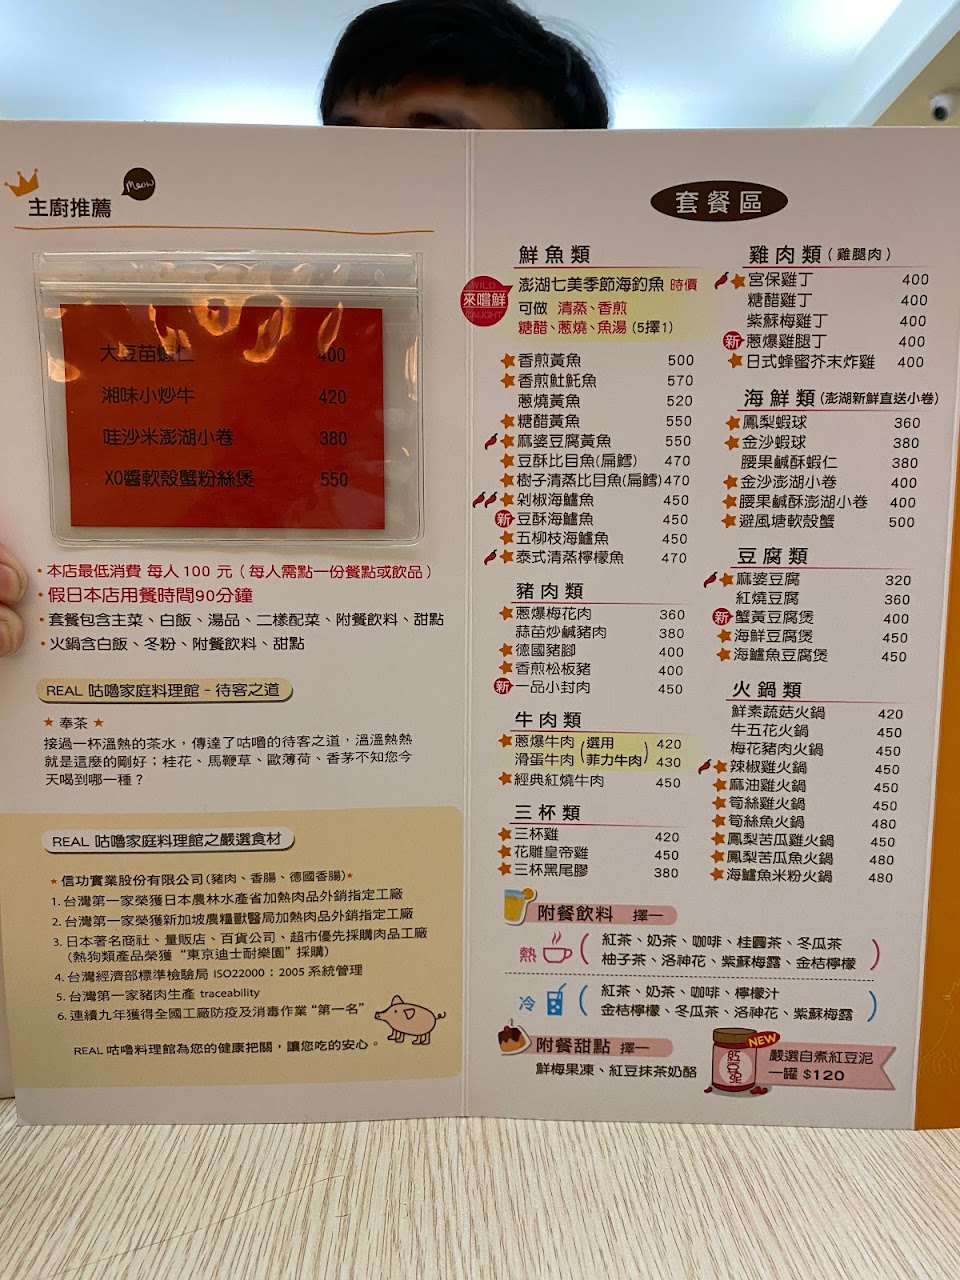 主廚推薦
Meow
大豆苗蝦仁 400
湘味小炒牛 420
哇沙米澎湖小卷 380
XO醬軟殼蟹粉絲煲 550
・本店最低消費 每人100 元（每人需點一份餐點或飲品）
・假日本店用餐時間90分鐘
・套餐包含主菜、白飯、湯品、二樣配菜、附餐飲料、甜點
・火鍋含白飯、冬粉、附餐飲料、甜點
REAL 咕嚕家庭料理館 - 待客之道
★ 奉茶 ★
接過一杯溫熱的茶水，傳達了咕嚕的待客之道，溫溫熱熱
就是這麼的剛好；桂花、馬鞭草、歐薄荷、香茅不知您今
天喝到哪一種？
REAL 咕嚕家庭料理館之嚴選食材
★信功實業股份有限公司(豬肉、香腸、德國香腸)★
1. 台灣第一家榮獲日本農林水產省加熱肉品外銷指定工廠
2. 台灣第一家榮獲新加坡農糧獸醫局加熱肉品外銷指定工廠
3. 日本著名商社、量販店、百貨公司、超市優先採購肉品工廠
(熱狗類產品榮獲“東京迪士耐樂園”採購)
4. 台灣經濟部標準檢驗局 ISO22000：2005 系統管理
5. 台灣第一家豬肉生產 traceability
6. 連續九年獲得全國工廠防疫及消毒作業“第一名”
REAL 咕嚕料理館為您的健康把關，讓您吃的安心。
套餐區
鮮魚類
WILD
來嚐鮮
CAUGHT
澎湖七美季節海釣魚 時價
可做 清蒸、香煎
糖醋、蔥燒、魚湯 (5擇1)
★香煎黃魚 500
★香煎魠魠魚 570
蔥燒黃魚 520
★糖醋黃魚 550
★麻婆豆腐黃魚 550
★豆酥比目魚(扁鱈) 470
★樹子清蒸比目魚(扁鱈) 470
★剁椒海鱸魚 450
新 豆酥海鱸魚 450
★五柳枝海鱸魚 450
★泰式清蒸檸檬魚 470
豬肉類
★蔥爆梅花肉 360
蒜苗炒鹹豬肉 380
★德國豬腳 400
★香煎松板豬 400
新 一品小封肉 450
牛肉類
★蔥爆牛肉 (選用 420
滑蛋牛肉 菲力牛肉) 430
★經典紅燒牛肉 450
三杯類
★三杯雞 420
★花雕皇帝雞 450
★三杯黑尾膠 380
雞肉類 (雞腿肉)
★宮保雞丁 400
糖醋雞丁 400
紫蘇梅雞丁 400
新 蔥爆雞腿丁 400
★日式蜂蜜芥末炸雞 400
海鮮類 (澎湖新鮮直送小卷)
★鳳梨蝦球 360
★金沙蝦球 380
腰果鹹酥蝦仁 380
★金沙澎湖小卷 400
★腰果鹹酥澎湖小卷 400
★避風塘軟殼蟹 500
豆腐類
★麻婆豆腐 320
紅燒豆腐 360
新 蟹黃豆腐煲 400
★海鮮豆腐煲 450
★海鱸魚豆腐煲 450
火鍋類
鮮素蔬菇火鍋 420
牛五花火鍋 450
梅花豬肉火鍋 450
★辣椒雞火鍋 450
★麻油雞火鍋 450
★筍絲雞火鍋 450
★筍絲魚火鍋 480
★鳳梨苦瓜雞火鍋 450
★鳳梨苦瓜魚火鍋 480
★海鱸魚米粉火鍋 480
附餐飲料 擇一
熱 (紅茶、奶茶、咖啡、桂圓茶、冬瓜茶
柚子茶、洛神花、紫蘇梅露、金桔檸檬)
冷 (紅茶、奶茶、咖啡、檸檬汁
金桔檸檬、冬瓜茶、洛神花、紫蘇梅露)
附餐甜點 擇一
鮮梅果凍、紅豆抹茶奶酪
NEW
紅豆泥
嚴選自煮紅豆泥
一罐 $120